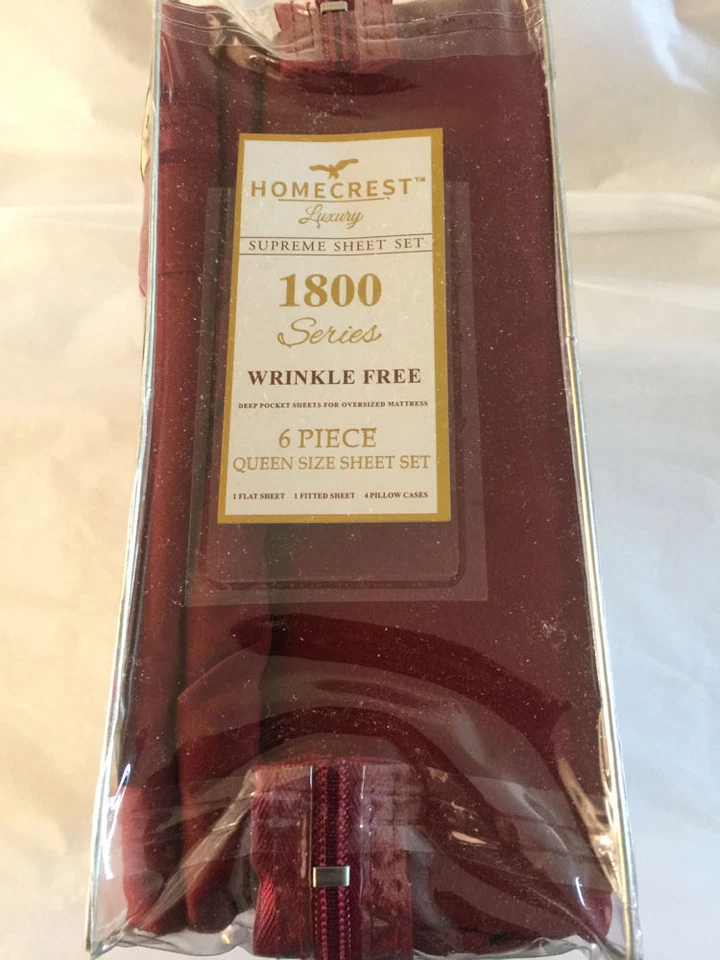 HOMECREST™
Luxury
SUPREME SHEET SET
1800
Series
WRINKLE FREE
DEEP POCKET SHEETS FOR OVERSIZED MATTRESS
6 PIECE
QUEEN SIZE SHEET SET
1 FLAT SHEET 1 FITTED SHEET 4 PILLOW CASES